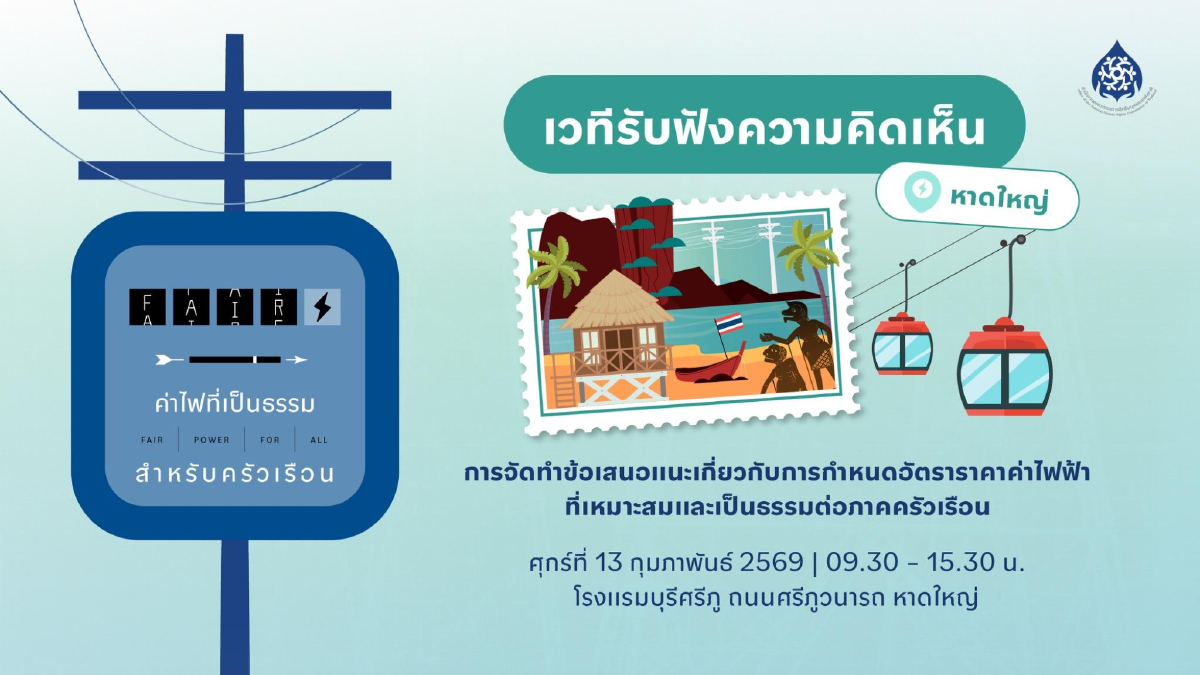 เวทีรับฟังความคิดเห็น
หาดใหญ่
FAIR
ค่าไฟที่เป็นธรรม
FAIR | POWER | FOR | ALL
สำหรับครัวเรือน
การจัดทำข้อเสนอแนะเกี่ยวกับการกำหนดอัตราราคาค่าไฟฟ้า
ที่เหมาะสมและเป็นธรรมต่อภาคครัวเรือน
ศุกร์ที่ 13 กุมภาพันธ์ 2569 | 09.30 - 15.30 น.
โรงแรมบุรีศรีภู ถนนศรีภูวนารถ หาดใหญ่